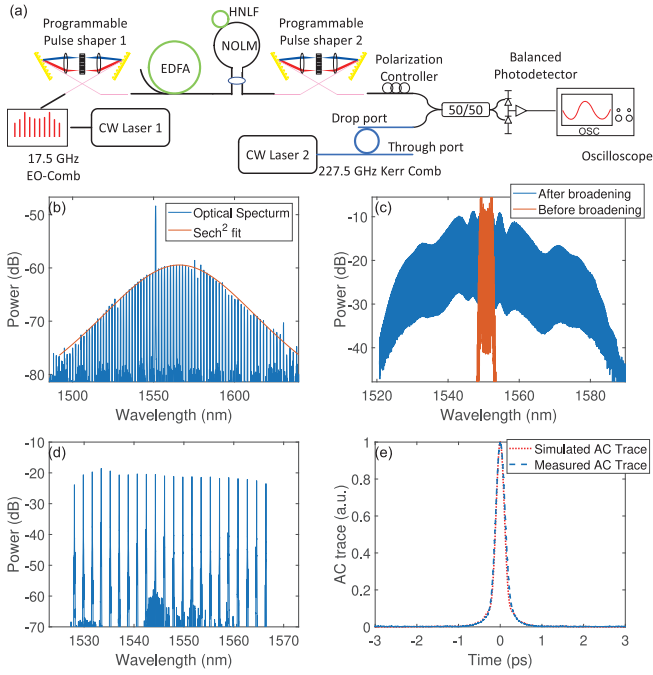 (a)
HNLF
Programmable
Pulse shaper 1
EDFA
NOLM
Programmable
Pulse shaper 2
Polarization
Controller
Balanced
Photodetector
17.5 GHz
EO-Comb
CW Laser 1
Drop port
50/50
OSC
Oscilloscope
CW Laser 2
Through port
227.5 GHz Kerr Comb
(b)
Optical Specturm
Sech2 fit
-50
-60
-70
-80
Power (dB)
1500
1550
1600
Wavelength (nm)
(c)
After broadening
Before broadening
-10
-20
-30
-40
Power (dB)
1520
1540
1560
1580
Wavelength (nm)
(d)
-10
-20
-30
-40
-50
-60
-70
Power (dB)
1530
1540
1550
1560
1570
Wavelength (nm)
(e)
Simulated AC Trace
Measured AC Trace
1
0.8
0.6
0.4
0.2
0
AC trace (a.u.)
-3
-2
-1
0
1
2
3
Time (ps)